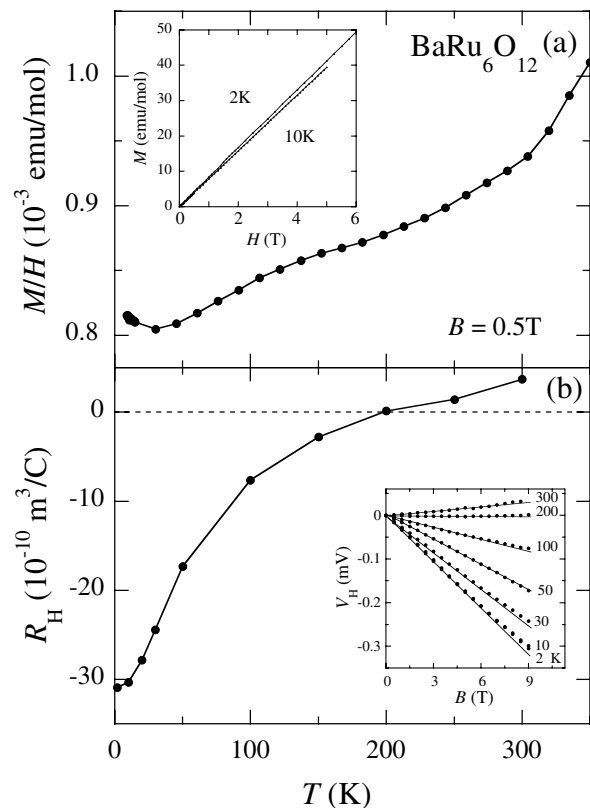 BaRu₆O₁₂ (a)
M/H (10⁻³ emu/mol)
1.0
0.9
0.8
B = 0.5T
M (emu/mol)
50
40
30
20
10
0
2K
10K
0 2 4 6
H (T)
(b)
R_H (10⁻¹⁰ m³/C)
0
-10
-20
-30
V_H (mV)
0
-0.1
-0.2
-0.3
300
200
100
50
30
10
2 K
0 3 6 9
B (T)
0 100 200 300
T (K)